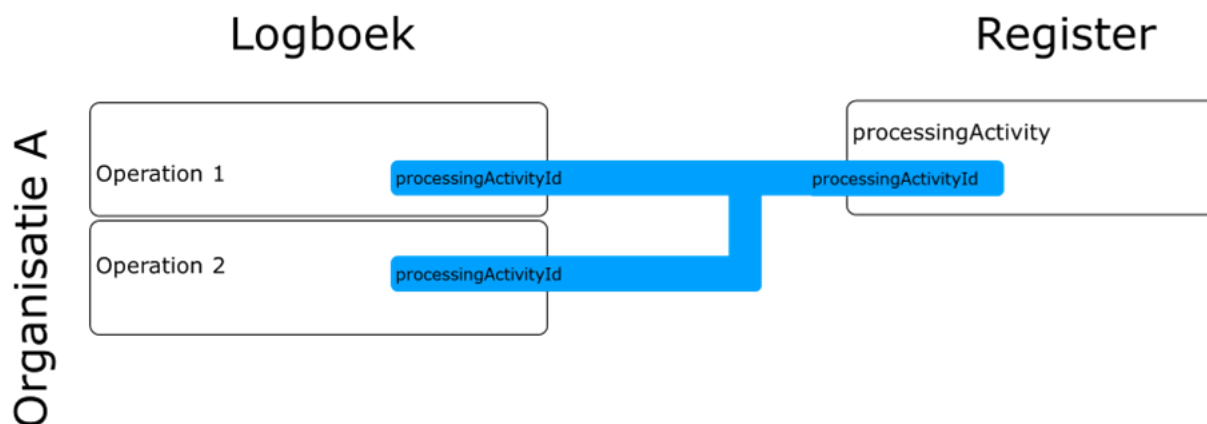 Logboek
Register
Organisatie A
processingActivity
Operation 1
processingActivityId
processingActivityId
Operation 2
processingActivityId